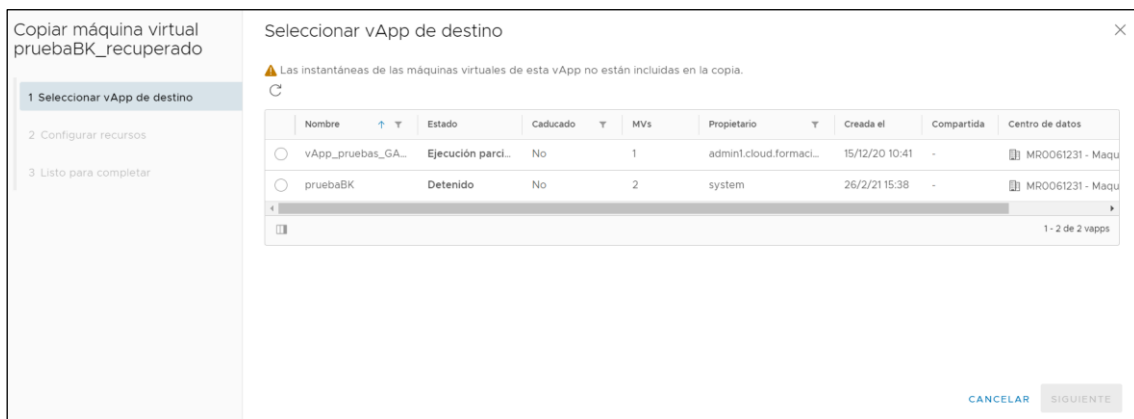 Copiar máquina virtual
pruebaBK_recuperado
1 Seleccionar vApp de destino
2 Configurar recursos
3 Listo para completar
Seleccionar vApp de destino
Las instantáneas de las máquinas virtuales de esta vApp no están incluidas en la copia.
Nombre Estado Caducado MVs Propietario Creada el Compartida Centro de datos
vApp_pruebas_GA... Ejecución parci... No 1 admin1.cloud.formaci... 15/12/20 10:41 - MR0061231 - Maqu
pruebaBK Detenido No 2 system 26/2/21 15:38 - MR0061231 - Maqu
1 - 2 de 2 vapps
CANCELAR SIGUIENTE